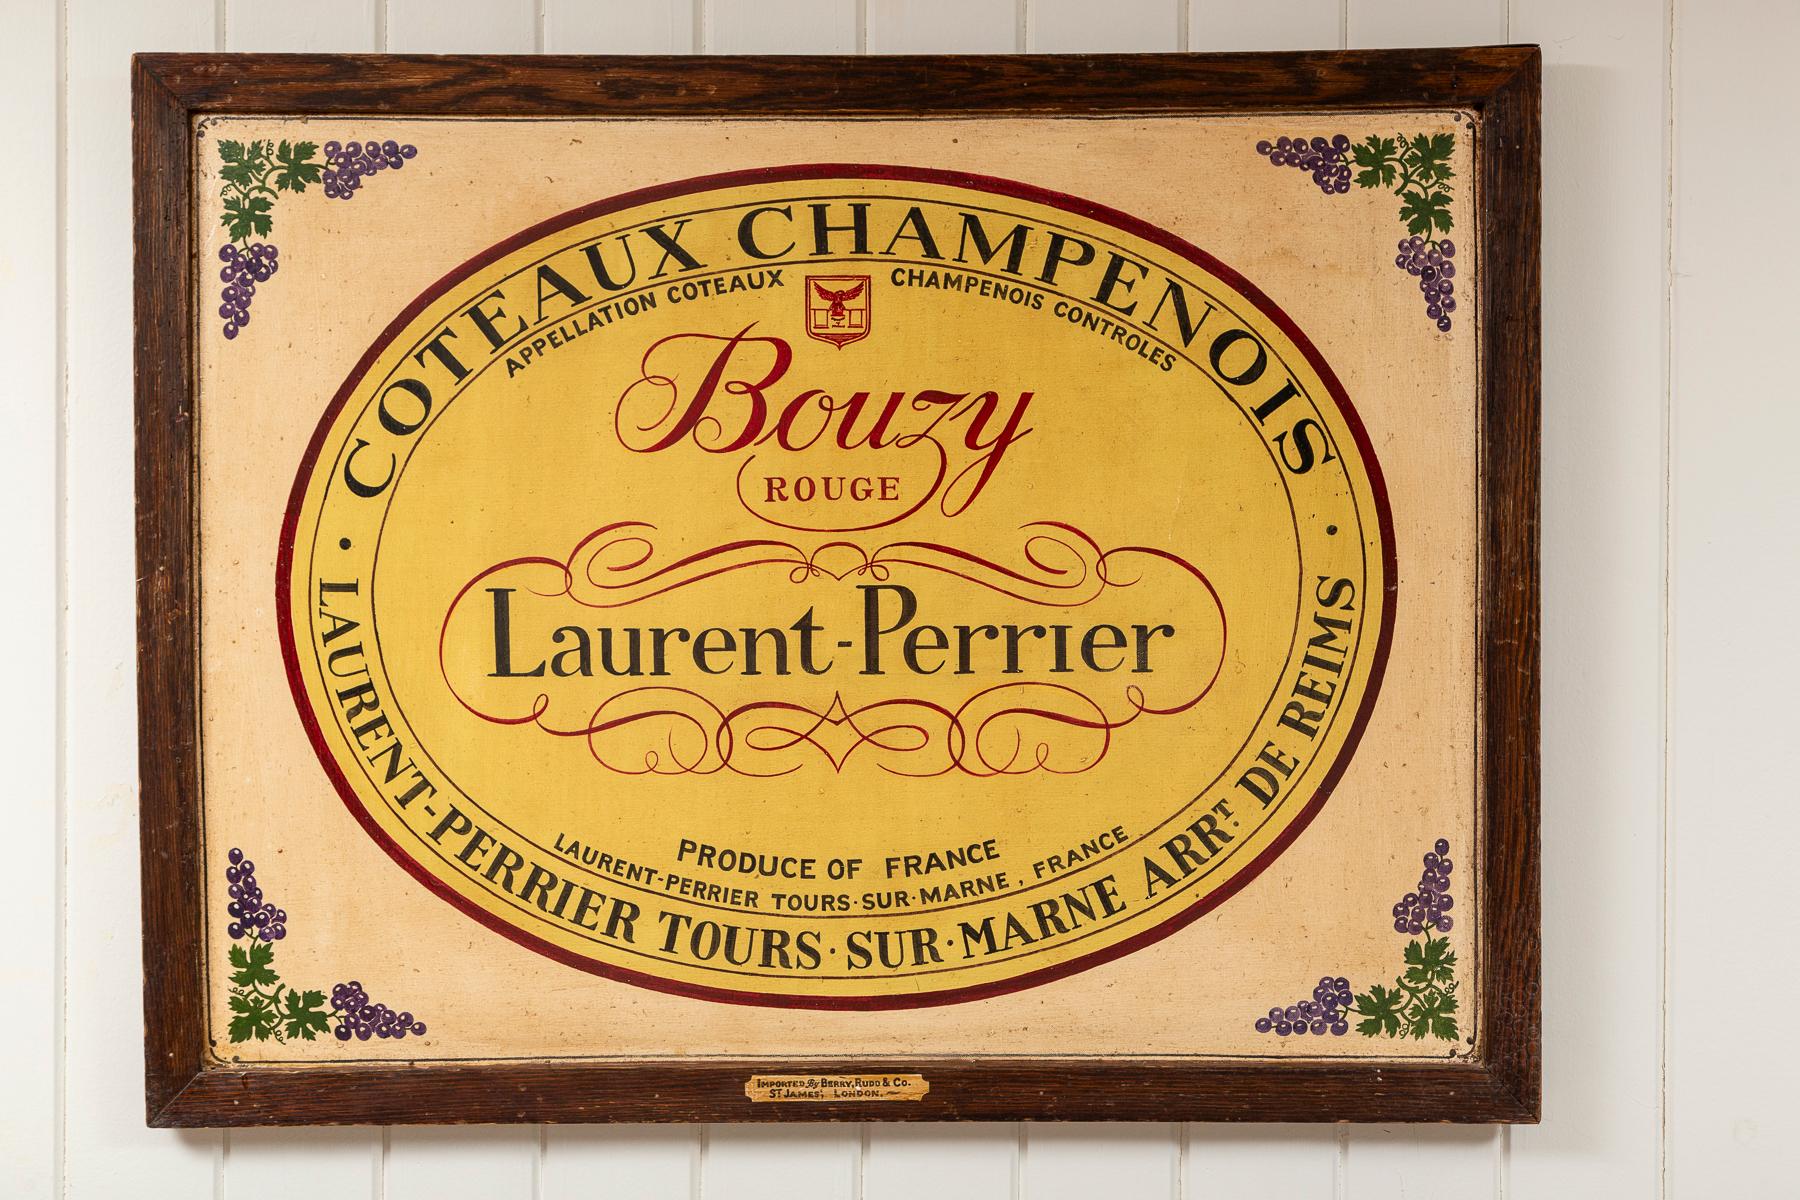 COTEAUX CHAMPENOIS
APPELLATION COTEAUX CHAMPENOIS CONTROLES
Bouzy
ROUGE
Laurent-Perrier
PRODUCE OF FRANCE
LAURENT-PERRIER TOURS·SUR·MARNE, FRANCE
· LAURENT-PERRIER TOURS·SUR·MARNE ARRT. DE REIMS ·
IMPORTED By BERRY, RUDD & CO.
ST JAMES', LONDON.